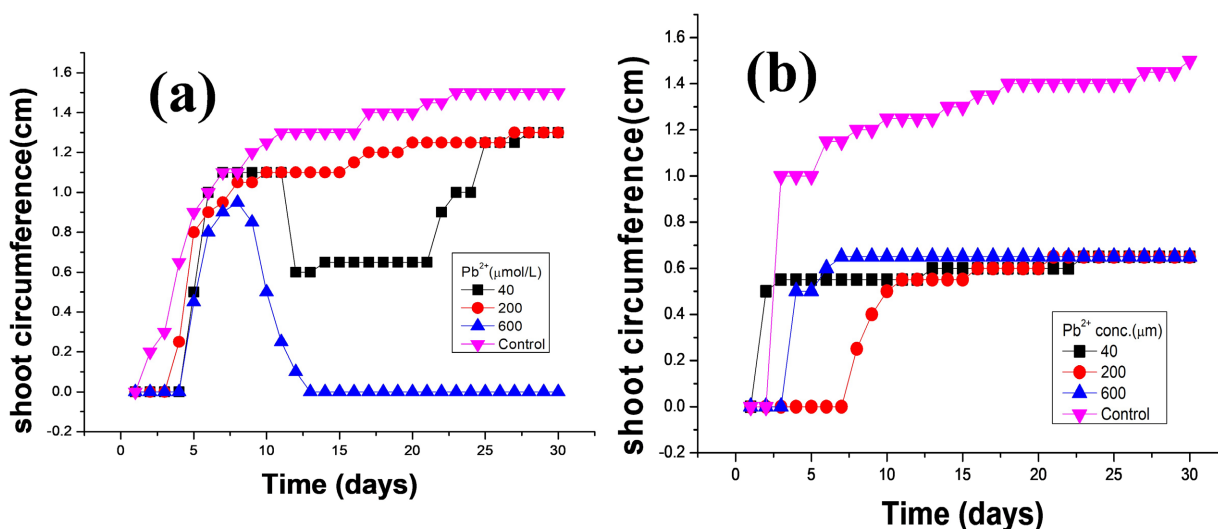 (a)
shoot circumference(cm)
1.6
1.4
1.2
1.0
0.8
0.6
0.4
0.2
0.0
-0.2
0 5 10 15 20 25 30
Time (days)
Pb²⁺(μmol/L)
40
200
600
Control
(b)
shoot circumference(cm)
1.6
1.4
1.2
1.0
0.8
0.6
0.4
0.2
0.0
-0.2
0 5 10 15 20 25 30
Time (days)
Pb²⁺ conc.(μm)
40
200
600
Control